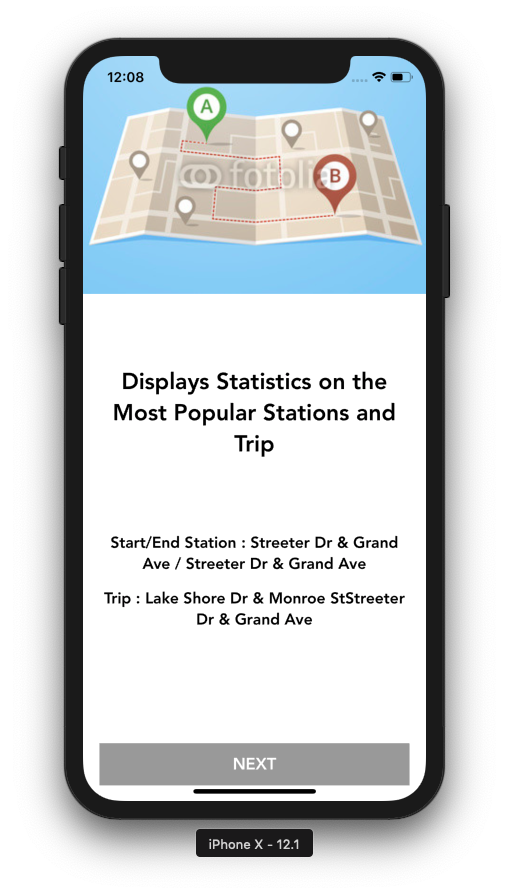 12:08
A
fotolia
B
Displays Statistics on the
Most Popular Stations and
Trip
Start/End Station : Streeter Dr & Grand
Ave / Streeter Dr & Grand Ave
Trip : Lake Shore Dr & Monroe StStreeter
Dr & Grand Ave
NEXT
iPhone X - 12.1